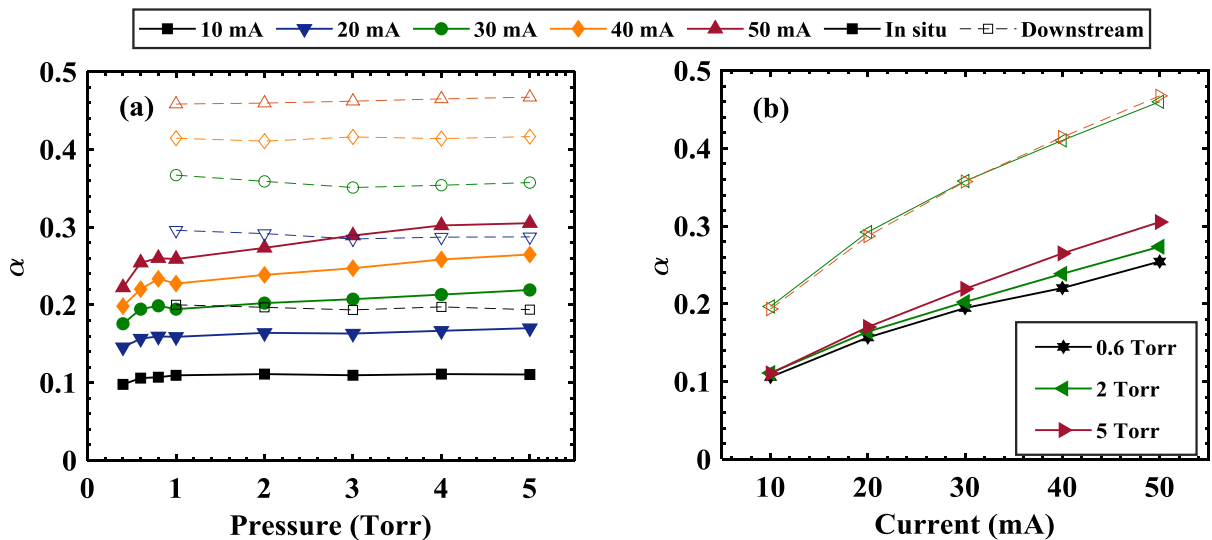 10 mA 20 mA 30 mA 40 mA 50 mA In situ Downstream
(a)
0.5
0.4
0.3
0.2
0.1
0
α
0 1 2 3 4 5
Pressure (Torr)
(b)
0.5
0.4
0.3
0.2
0.1
0
α
0.6 Torr
2 Torr
5 Torr
10 20 30 40 50
Current (mA)